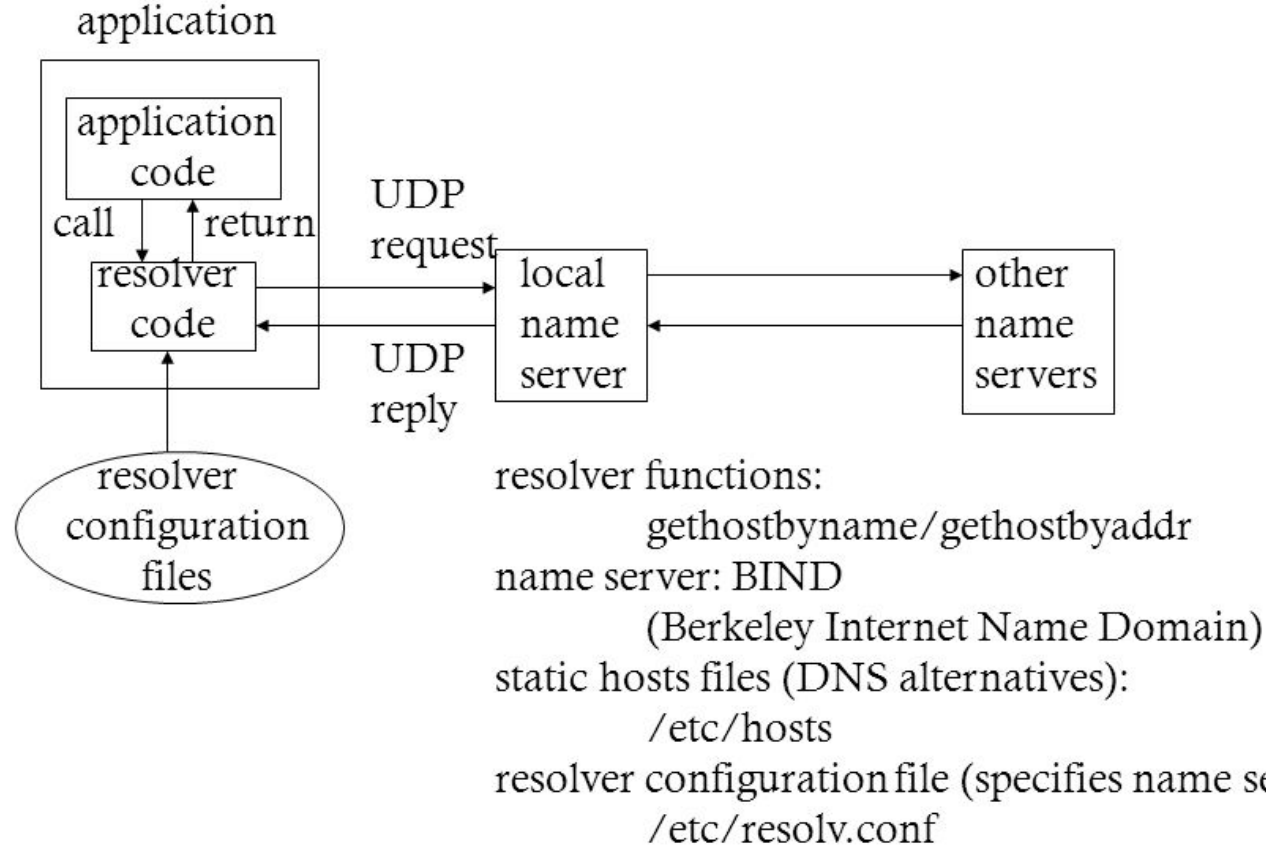 application
application
code
call
return
resolver
code
UDP
request
UDP
reply
local
name
server
other
name
servers
resolver
configuration
files
resolver functions:
gethostbyname/gethostbyaddr
name server: BIND
(Berkeley Internet Name Domain)
static hosts files (DNS alternatives):
/etc/hosts
resolver configuration file (specifies name
/etc/resolv.conf